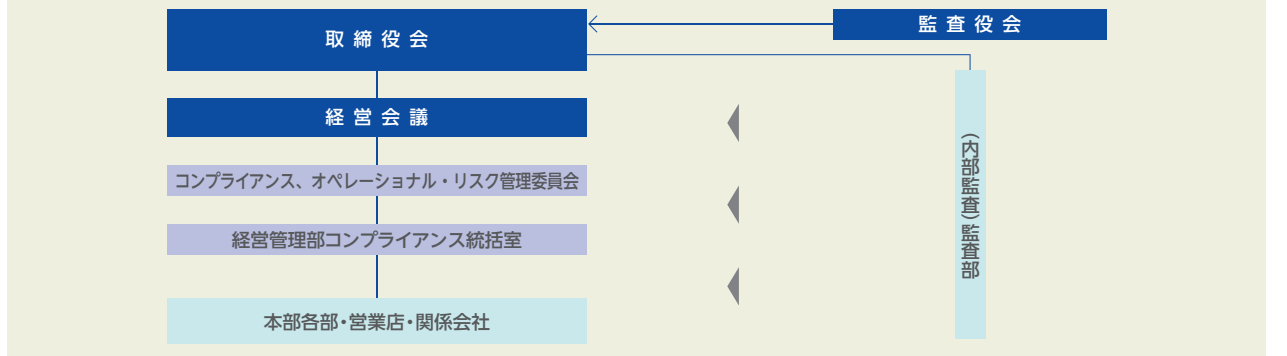 取締役会
監査役会
経営会議
コンプライアンス、オペレーショナル・リスク管理委員会
経営管理部コンプライアンス統括室
本部各部・営業店・関係会社
（内部監査）監査部